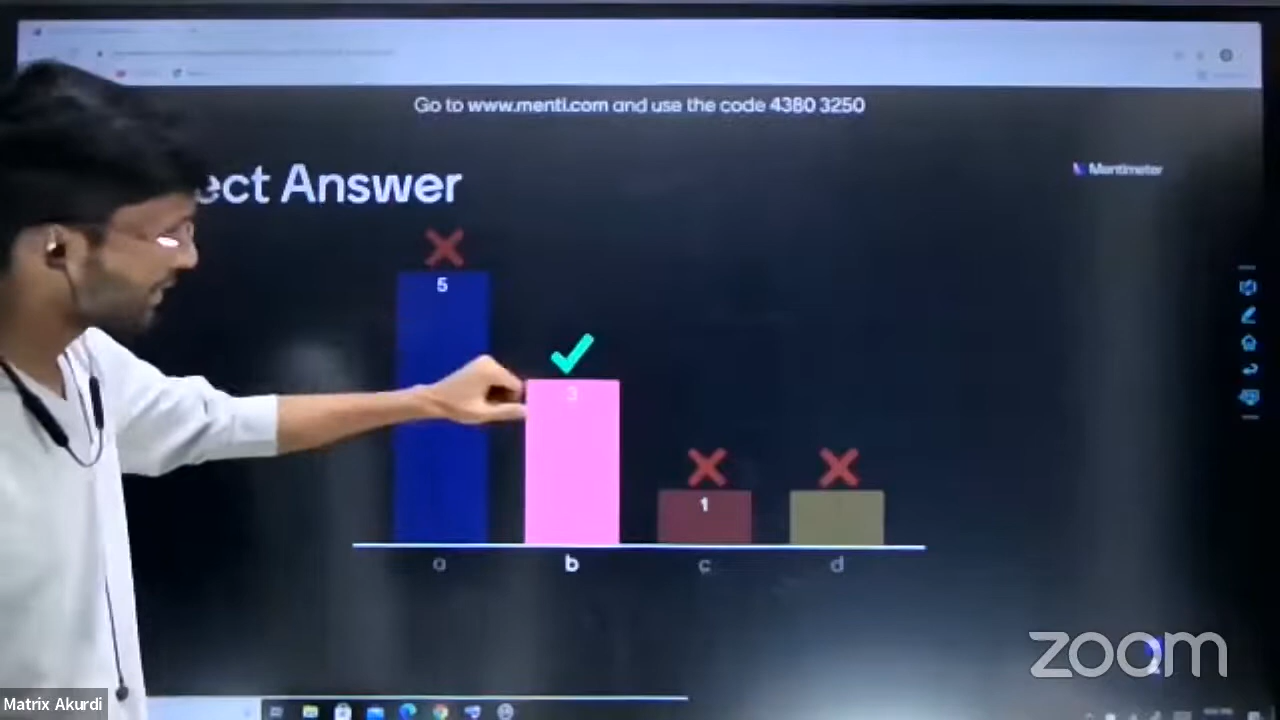 Go to www.menti.com and use the code 4380 3250
ect Answer
Mentimeter
5
3
1
a
b
c
d
zoom
Matrix Akurdi